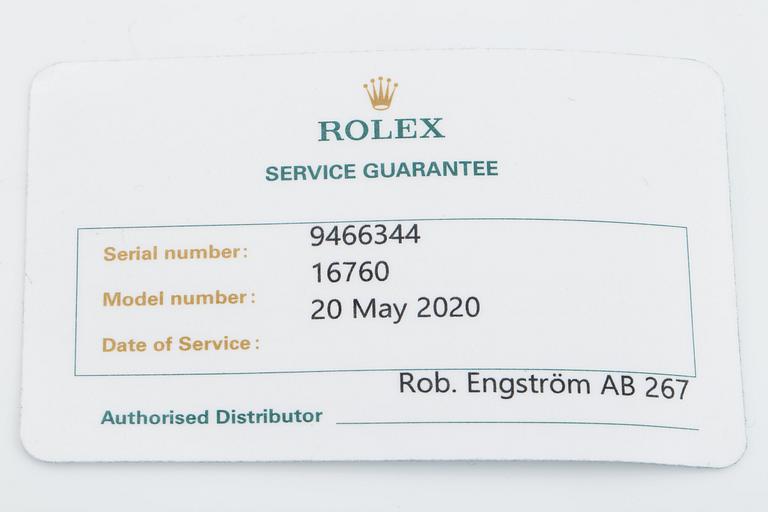 ROLEX
SERVICE GUARANTEE
Serial number: 9466344
Model number: 16760
Date of Service: 20 May 2020
Rob. Engström AB 267
Authorised Distributor